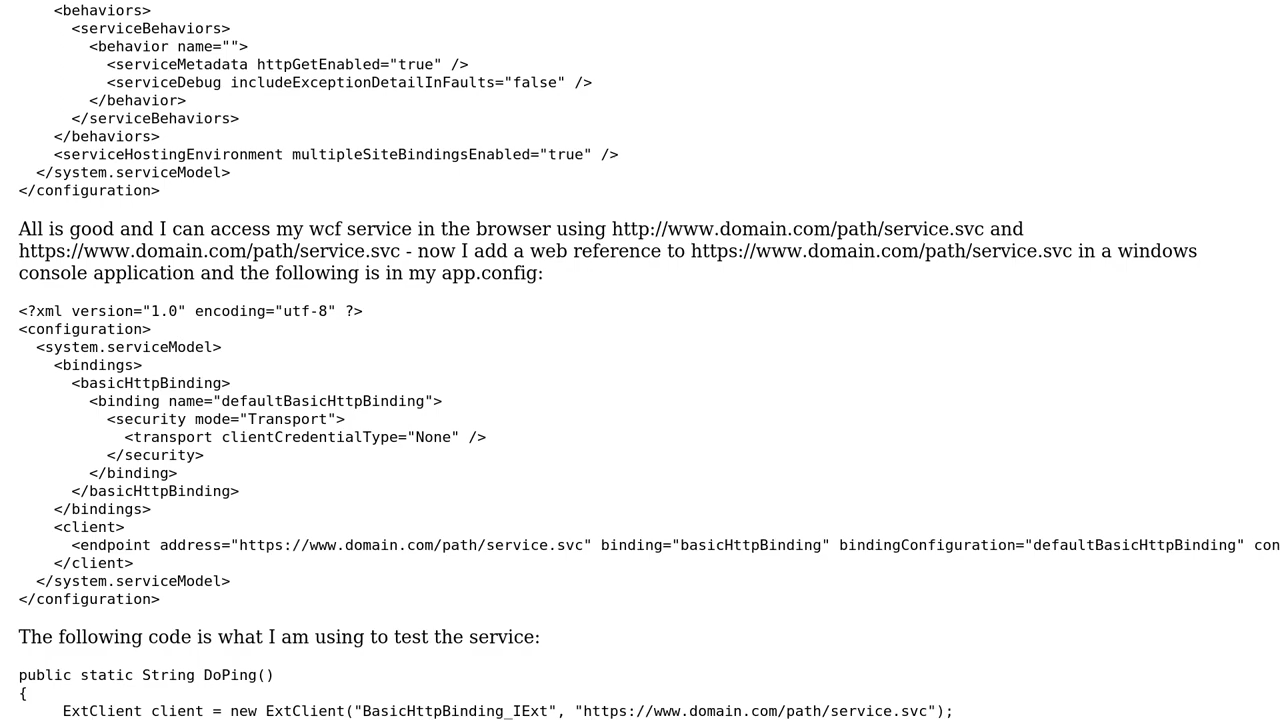 <behaviors>
<serviceBehaviors>
<behavior name="">
<serviceMetadata httpGetEnabled="true" />
<serviceDebug includeExceptionDetailInFaults="false" />
</behavior>
</serviceBehaviors>
</behaviors>
<serviceHostingEnvironment multipleSiteBindingsEnabled="true" />
</system.serviceModel>
</configuration>
All is good and I can access my wcf service in the browser using http://www.domain.com/path/service.svc and
https://www.domain.com/path/service.svc - now I add a web reference to https://www.domain.com/path/service.svc in a windows
console application and the following is in my app.config:
<?xml version="1.0" encoding="utf-8" ?>
<configuration>
<system.serviceModel>
<bindings>
<basicHttpBinding>
<binding name="defaultBasicHttpBinding">
<security mode="Transport">
<transport clientCredentialType="None" />
</security>
</binding>
</basicHttpBinding>
</bindings>
<client>
<endpoint address="https://www.domain.com/path/service.svc" binding="basicHttpBinding" bindingConfiguration="defaultBasicHttpBinding" con
</client>
</system.serviceModel>
</configuration>
The following code is what I am using to test the service:
public static String DoPing()
{
ExtClient client = new ExtClient("BasicHttpBinding_IExt", "https://www.domain.com/path/service.svc");